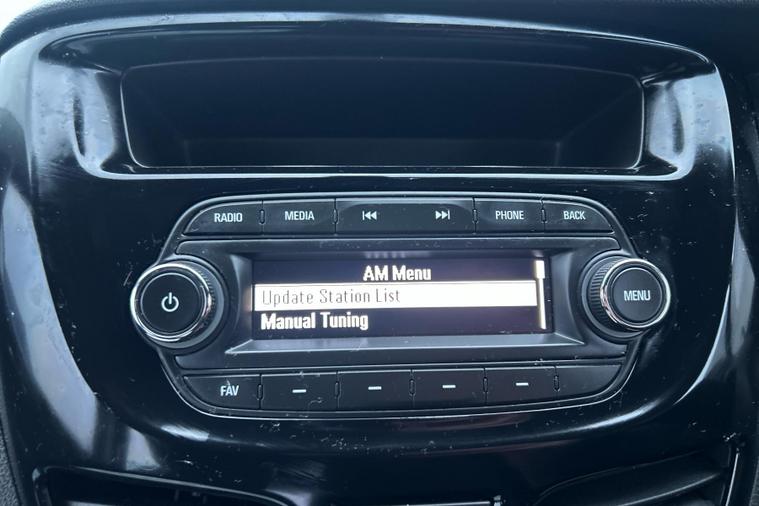 RADIO MEDIA PHONE BACK
AM Menu
Update Station List
Manual Tuning
MENU
FAV